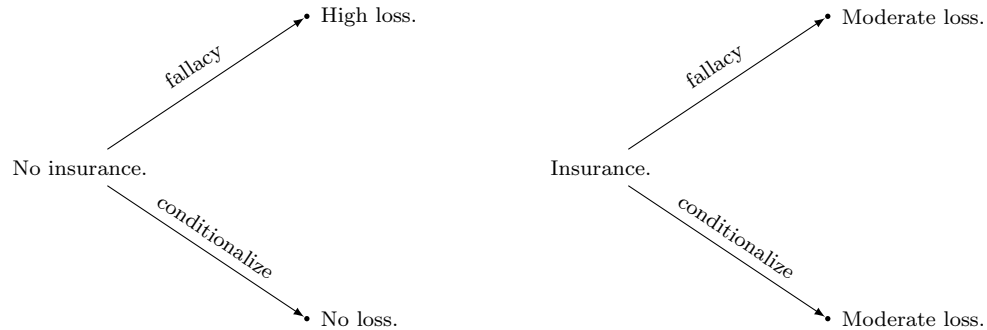 High loss.
fallacy
No insurance.
conditionalize
No loss.
Moderate loss.
fallacy
Insurance.
conditionalize
Moderate loss.